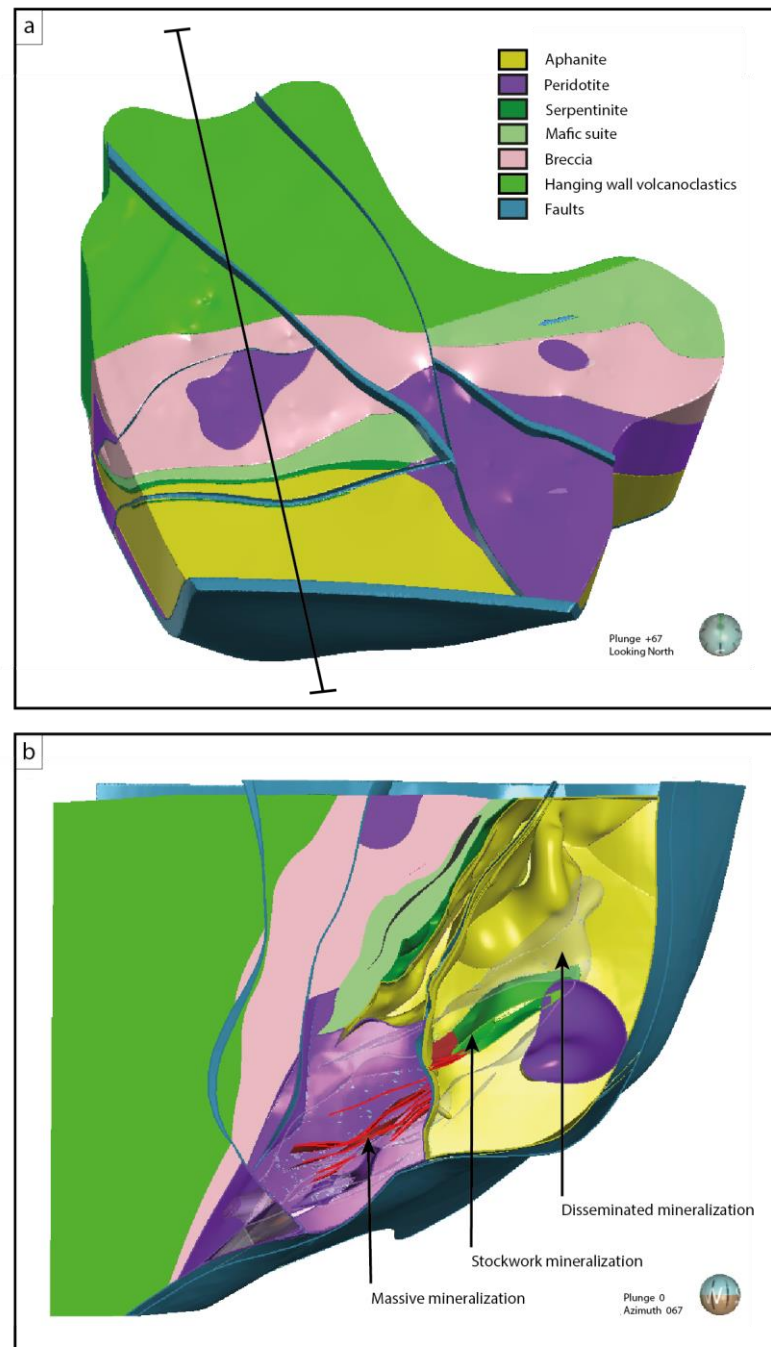 a
Aphanite
Peridotite
Serpentinite
Mafic suite
Breccia
Hanging wall volcanoclastics
Faults
Plunge +67
Looking North
b
Disseminated mineralization
Stockwork mineralization
Massive mineralization
Plunge 0
Azimuth 067